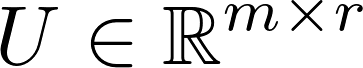 U ∈ ℝ^{m×r}